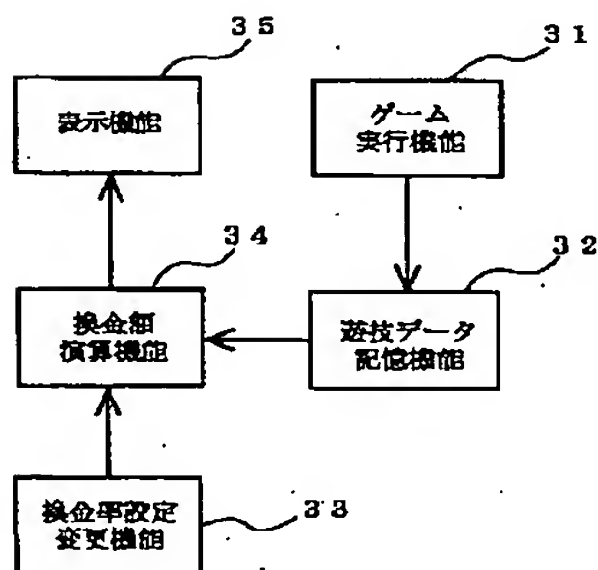 35
31
表示機能
ゲーム
実行機能
34
32
換金額
演算機能
遊技データ
記憶機能
換金率設定
変更機能
33